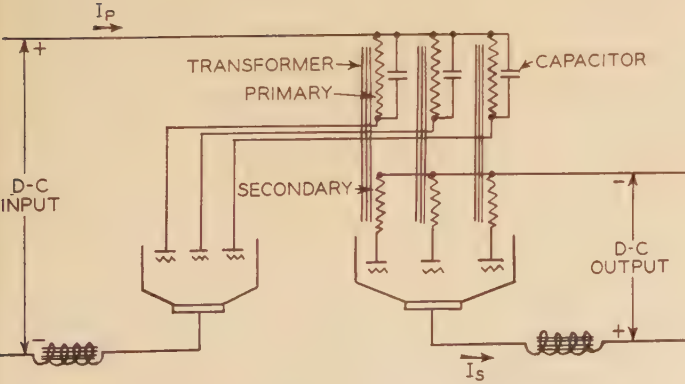 Ip
+
TRANSFORMER
CAPACITOR
PRIMARY
D-C
INPUT
SECONDARY
-
D-C
OUTPUT
-
+
Is